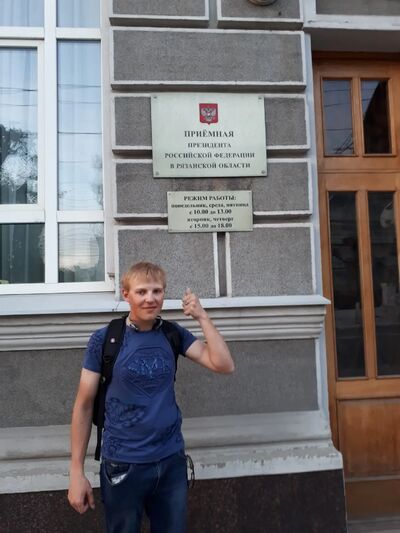 ПРИЁМНАЯ
ПРЕЗИДЕНТА
РОССИЙСКОЙ ФЕДЕРАЦИИ
В РЯЗАНСКОЙ ОБЛАСТИ
РЕЖИМ РАБОТЫ:
понедельник, среда, пятница
с 10.00 до 13.00
вторник, четверг
с 15.00 до 18.00